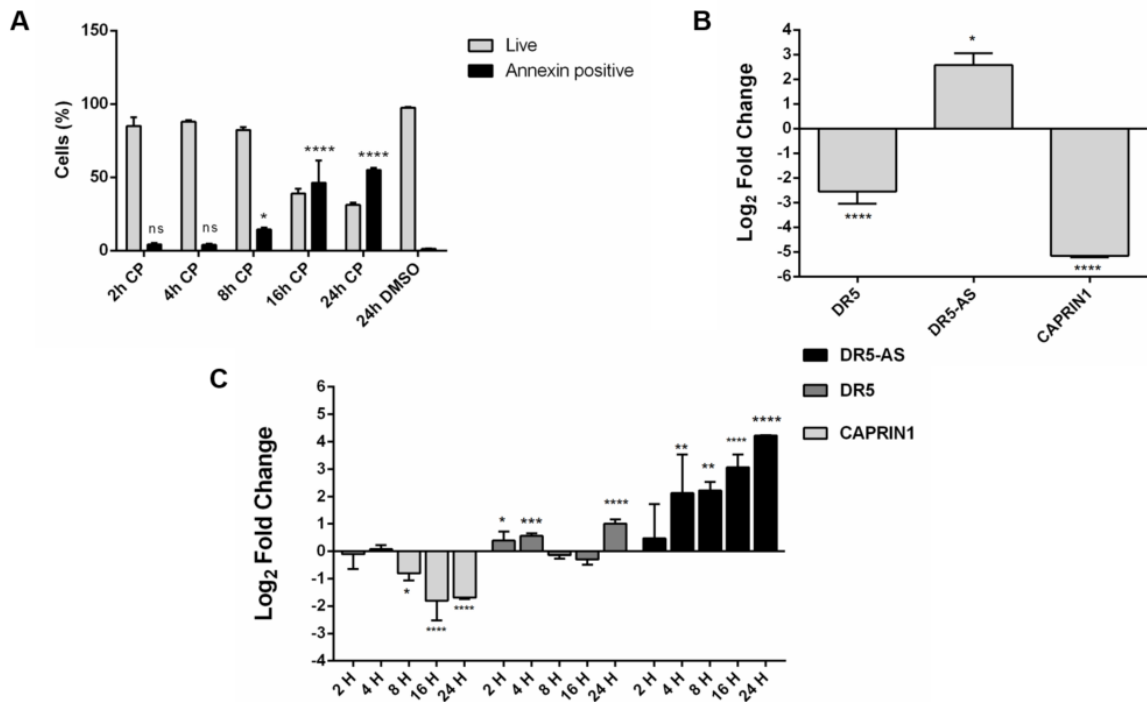 A
150
100
50
0
Cells (%)
Live
Annexin positive
ns
ns
*
****
****
2h CP
4h CP
8h CP
16h CP
24h CP
24h DMSO
B
4
3
2
1
0
-1
-2
-3
-4
-5
-6
Log₂ Fold Change
****
*
****
DR5
DR5-AS
CAPRIN1
C
6
5
4
3
2
1
0
-1
-2
-3
-4
Log₂ Fold Change
*
****
****
*
***
****
**
**
****
****
2 H
4 H
8 H
16 H
24 H
2 H
4 H
8 H
16 H
24 H
2 H
4 H
8 H
16 H
24 H
DR5-AS
DR5
CAPRIN1